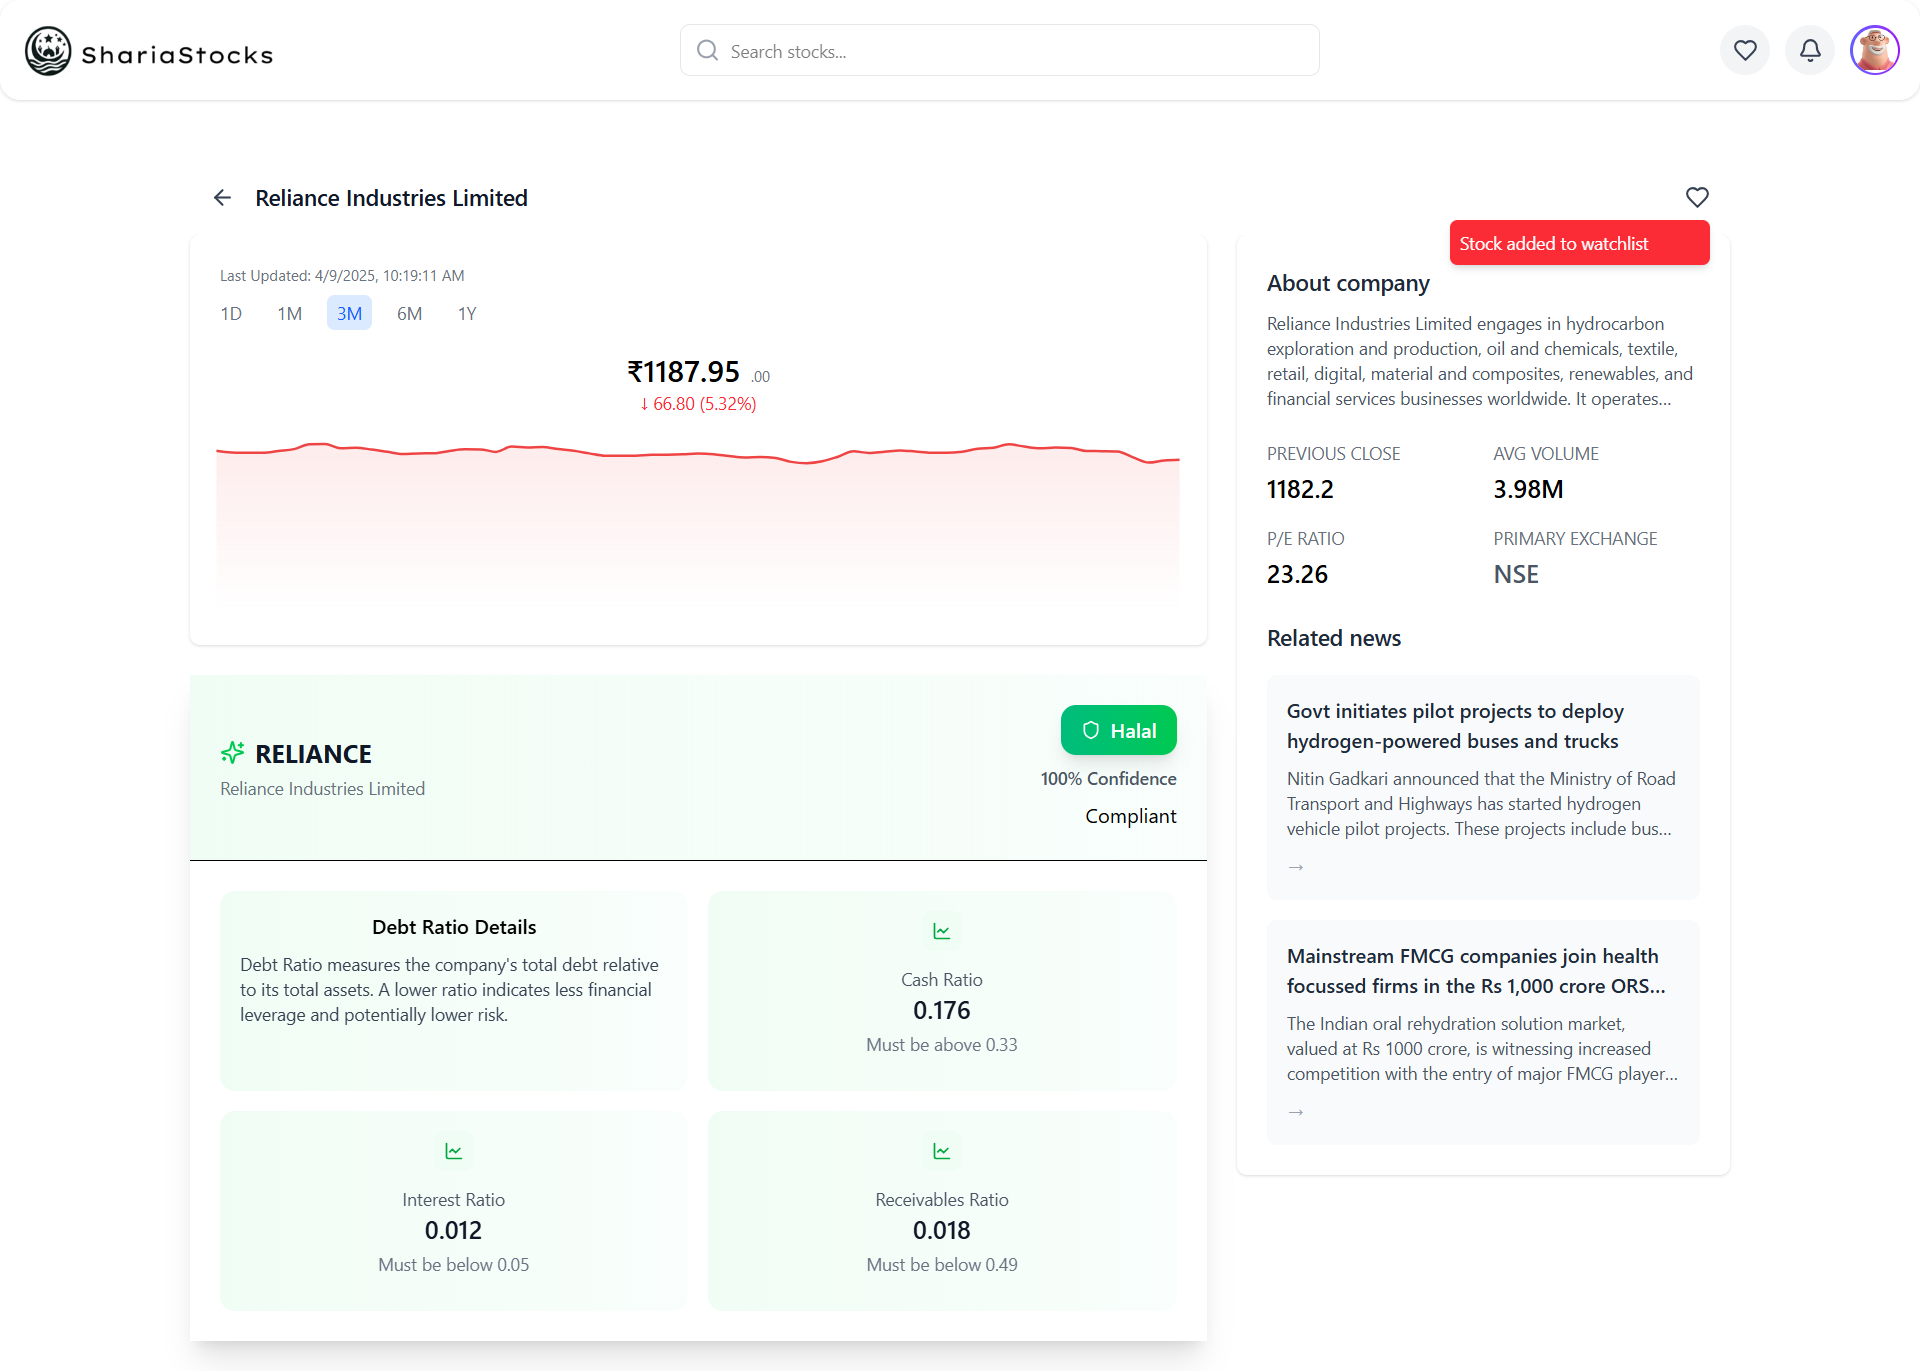 ShariaStocks
Search stocks...
Reliance Industries Limited
Stock added to watchlist
Last Updated: 4/9/2025, 10:19:11 AM
1D 1M 3M 6M 1Y
₹1187.95 .00
↓ 66.80 (5.32%)
RELIANCE
Reliance Industries Limited
Halal
100% Confidence
Compliant
Debt Ratio Details
Debt Ratio measures the company's total debt relative
to its total assets. A lower ratio indicates less financial
leverage and potentially lower risk.
Cash Ratio
0.176
Must be above 0.33
Interest Ratio
0.012
Must be below 0.05
Receivables Ratio
0.018
Must be below 0.49
About company
Reliance Industries Limited engages in hydrocarbon
exploration and production, oil and chemicals, textile,
retail, digital, material and composites, renewables, and
financial services businesses worldwide. It operates...
PREVIOUS CLOSE
1182.2
AVG VOLUME
3.98M
P/E RATIO
23.26
PRIMARY EXCHANGE
NSE
Related news
Govt initiates pilot projects to deploy
hydrogen-powered buses and trucks
Nitin Gadkari announced that the Ministry of Road
Transport and Highways has started hydrogen
vehicle pilot projects. These projects include bus...
→
Mainstream FMCG companies join health
focussed firms in the Rs 1,000 crore ORS...
The Indian oral rehydration solution market,
valued at Rs 1000 crore, is witnessing increased
competition with the entry of major FMCG player...
→